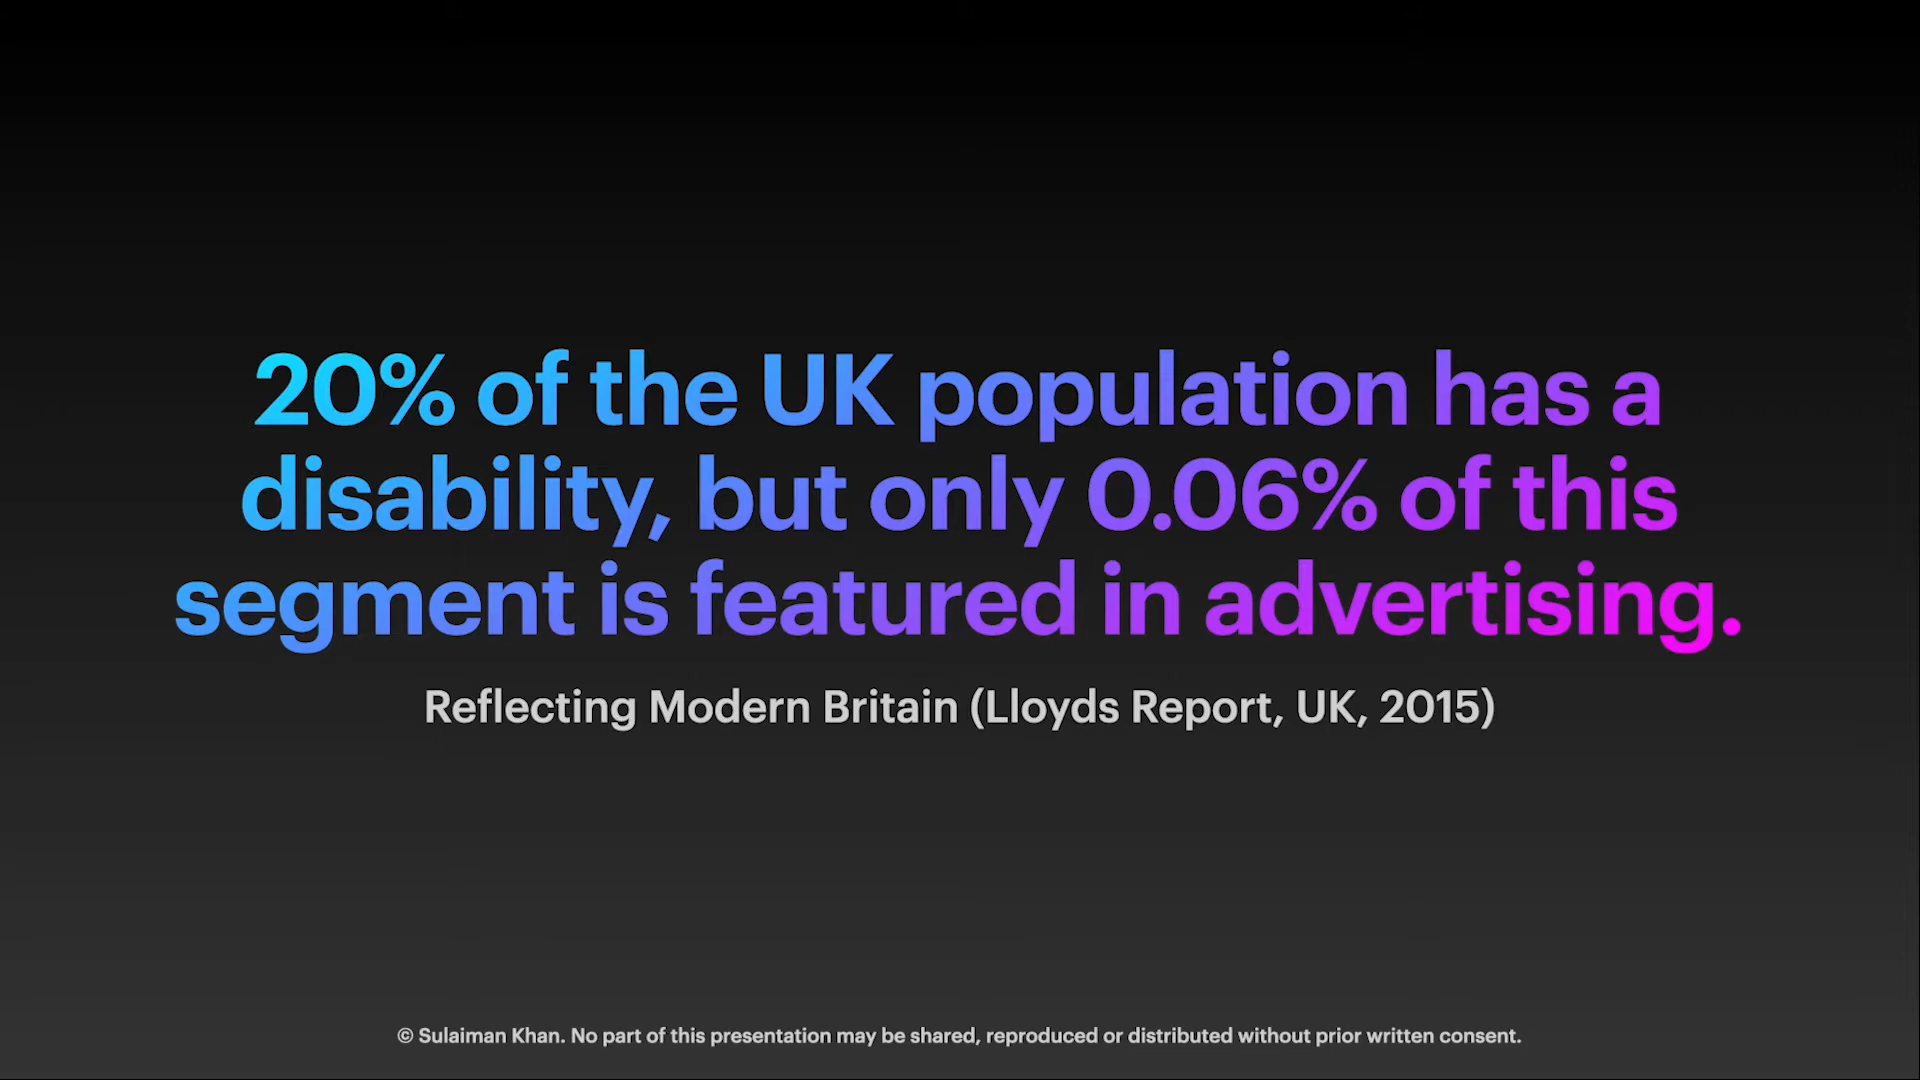 20% of the UK population has a
disability, but only 0.06% of this
segment is featured in advertising.
Reflecting Modern Britain (Lloyds Report, UK, 2015)
© Sulaiman Khan. No part of this presentation may be shared, reproduced or distributed without prior written consent.